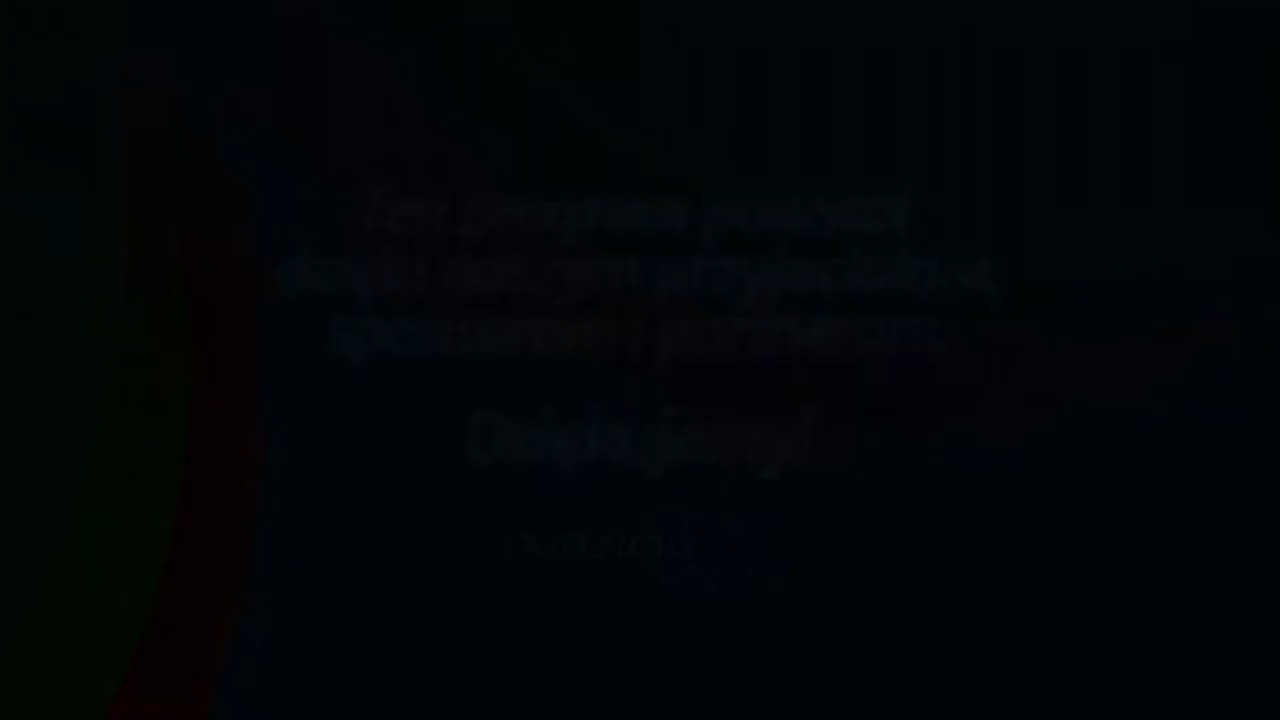 Ten program powstał
dzięki naszym przyjaciołom,
sponsorom i partnerom.
Dziękujemy!